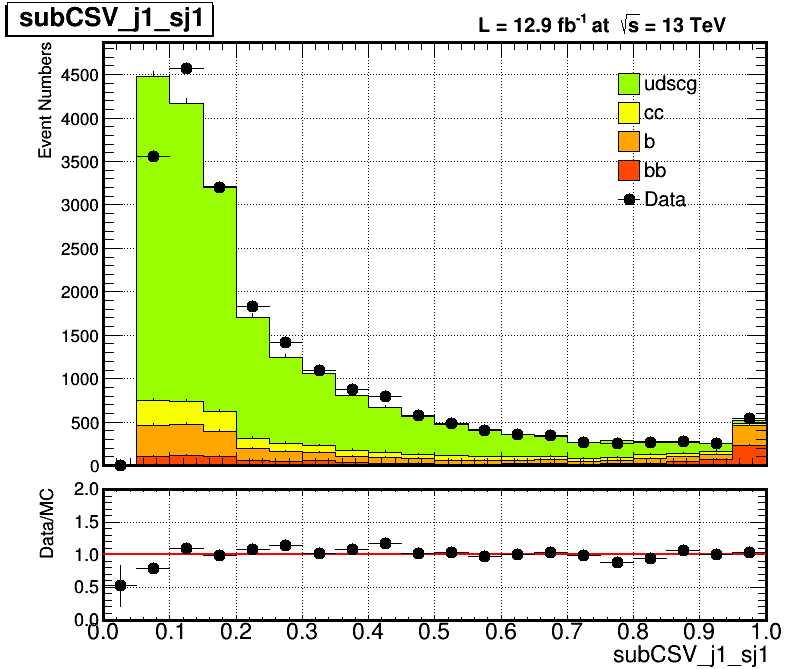 subCSV_j1_sj1
L = 12.9 fb-1 at √s = 13 TeV
Event Numbers
4500
4000
3500
3000
2500
2000
1500
1000
500
0
udscg
cc
b
bb
Data
Data/MC
2.0
1.5
1.0
0.5
0.0
0.0 0.1 0.2 0.3 0.4 0.5 0.6 0.7 0.8 0.9 1.0
subCSV_j1_sj1